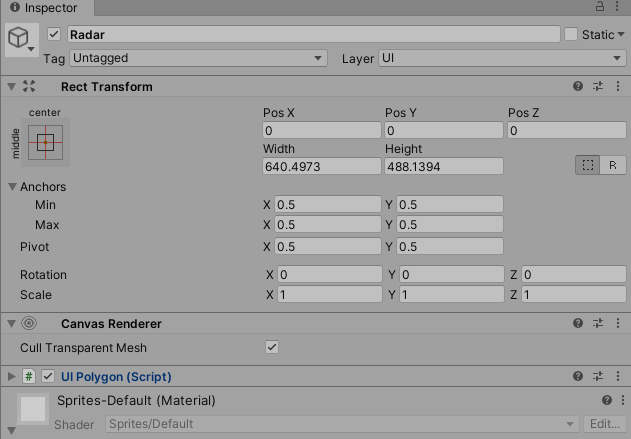 Inspector
Radar
Static
Tag Untagged Layer UI
Rect Transform
center
middle
Pos X Pos Y Pos Z
0 0 0
Width Height
640.4973 488.1394
R
Anchors
Min X 0.5 Y 0.5
Max X 0.5 Y 0.5
Pivot X 0.5 Y 0.5
Rotation X 0 Y 0 Z 0
Scale X 1 Y 1 Z 1
Canvas Renderer
Cull Transparent Mesh
# UI Polygon (Script)
Sprites-Default (Material)
Shader Sprites/Default Edit...